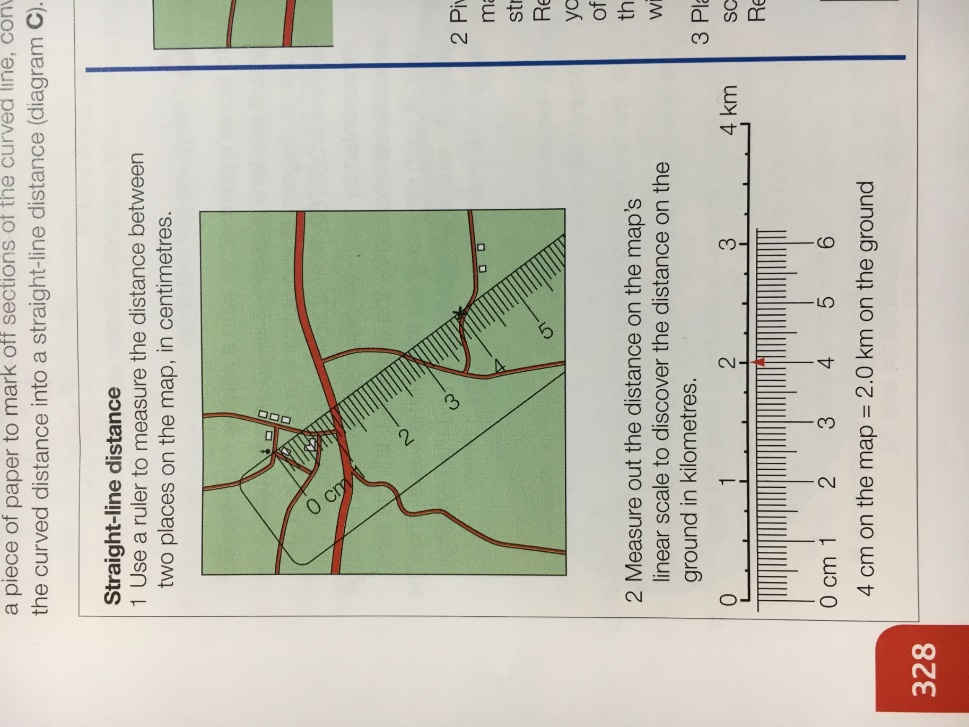 a piece of paper to mark off sections of the curved line, conv
the curved distance into a straight-line distance (diagram C).
Straight-line distance
1 Use a ruler to measure the distance between
two places on the map, in centimetres.
0 cm 1 2 3 4 5
2 Measure out the distance on the map's
linear scale to discover the distance on the
ground in kilometres.
0 1 2 3 4 km
0 cm 1 2 3 4 5 6
4 cm on the map = 2.0 km on the ground
2 Piv
ma
str
Re
yo
of
th
wi
3 Pla
sc
Re
328